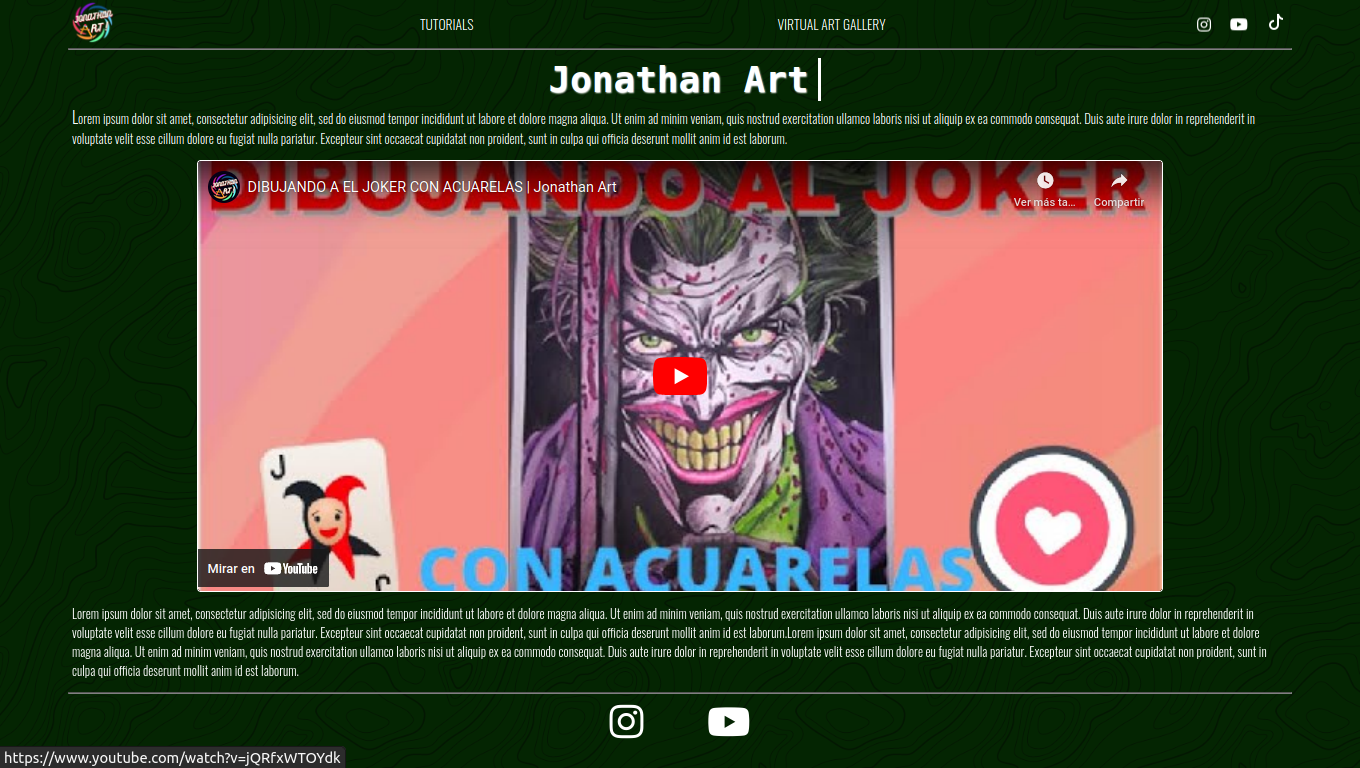 JONATHAN
ART
TUTORIALS
VIRTUAL ART GALLERY
Jonathan Art
Lorem ipsum dolor sit amet, consectetur adipisicing elit, sed do eiusmod tempor incididunt ut labore et dolore magna aliqua. Ut enim ad minim veniam, quis nostrud exercitation ullamco laboris nisi ut aliquip ex ea commodo consequat. Duis aute irure dolor in reprehenderit in
voluptate velit esse cillum dolore eu fugiat nulla pariatur. Excepteur sint occaecat cupidatat non proident, sunt in culpa qui officia deserunt mollit anim id est laborum.
DIBUJANDO AL JOKER
JONATHAN
ART
DIBUJANDO A EL JOKER CON ACUARELAS | Jonathan Art
Ver más ta...
Compartir
J
J
CON ACUARELAS
Mirar en YouTube
Lorem ipsum dolor sit amet, consectetur adipisicing elit, sed do eiusmod tempor incididunt ut labore et dolore magna aliqua. Ut enim ad minim veniam, quis nostrud exercitation ullamco laboris nisi ut aliquip ex ea commodo consequat. Duis aute irure dolor in reprehenderit in
voluptate velit esse cillum dolore eu fugiat nulla pariatur. Excepteur sint occaecat cupidatat non proident, sunt in culpa qui officia deserunt mollit anim id est laborum.Lorem ipsum dolor sit amet, consectetur adipisicing elit, sed do eiusmod tempor incididunt ut labore et dolore
magna aliqua. Ut enim ad minim veniam, quis nostrud exercitation ullamco laboris nisi ut aliquip ex ea commodo consequat. Duis aute irure dolor in reprehenderit in voluptate velit esse cillum dolore eu fugiat nulla pariatur. Excepteur sint occaecat cupidatat non proident, sunt in
culpa qui officia deserunt mollit anim id est laborum.
https://www.youtube.com/watch?v=jQRfxWTOYdk